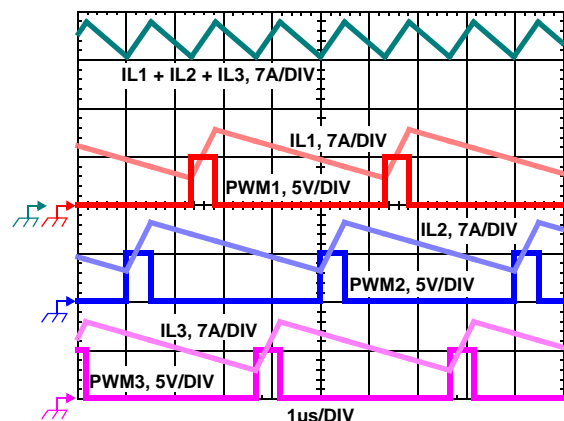 IL1 + IL2 + IL3, 7A/DIV
IL1, 7A/DIV
PWM1, 5V/DIV
IL2, 7A/DIV
PWM2, 5V/DIV
IL3, 7A/DIV
PWM3, 5V/DIV
1us/DIV